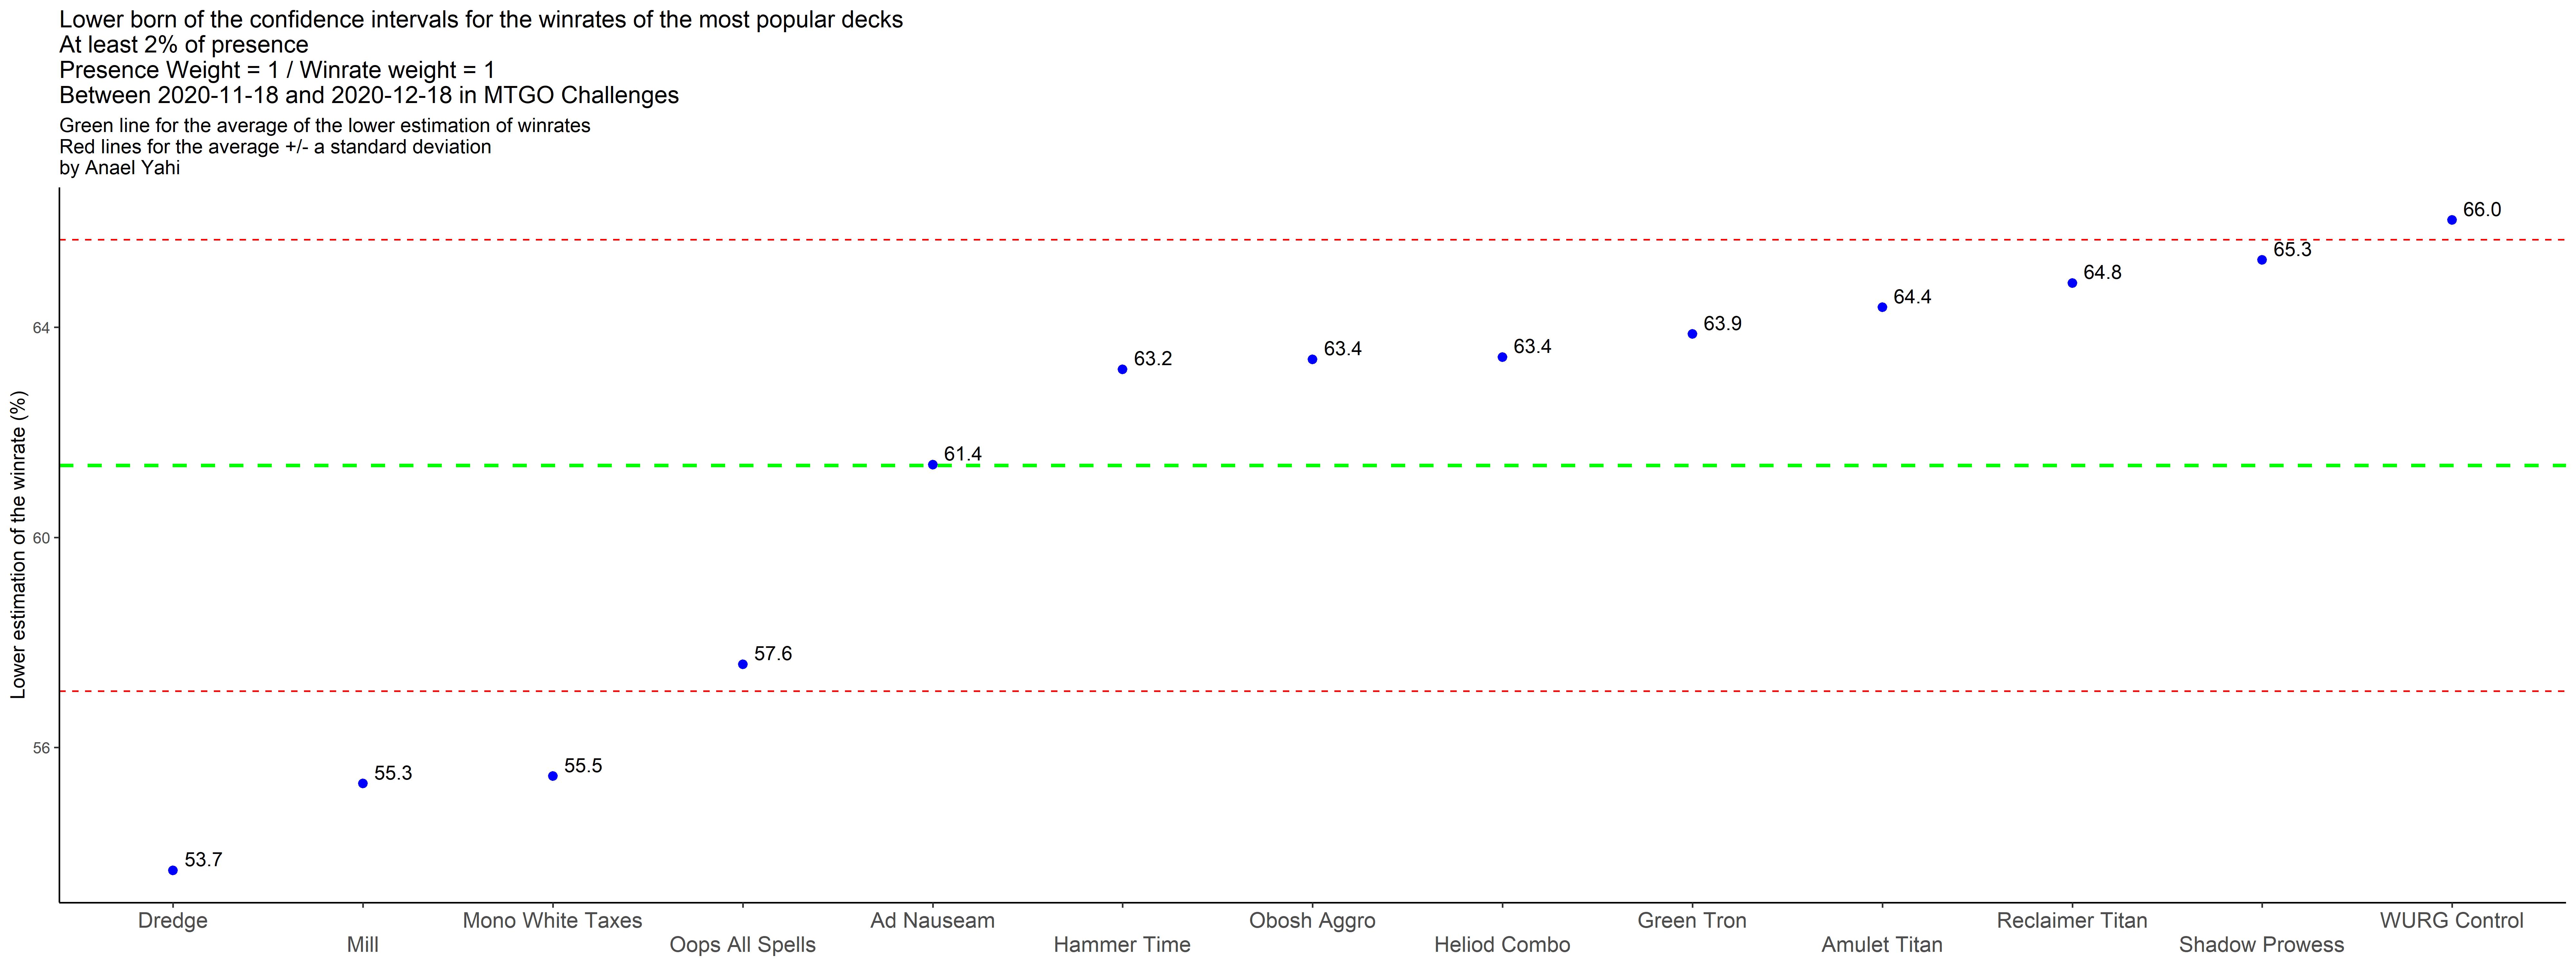 Lower born of the confidence intervals for the winrates of the most popular decks
At least 2% of presence
Presence Weight = 1 / Winrate weight = 1
Between 2020-11-18 and 2020-12-18 in MTGO Challenges
Green line for the average of the lower estimation of winrates
Red lines for the average +/- a standard deviation
by Anael Yahi
Lower estimation of the winrate (%)
64
60
56
53.7
55.3
55.5
57.6
61.4
63.2
63.4
63.4
63.9
64.4
64.8
65.3
66.0
Dredge
Mill
Mono White Taxes
Oops All Spells
Ad Nauseam
Hammer Time
Obosh Aggro
Heliod Combo
Green Tron
Amulet Titan
Reclaimer Titan
Shadow Prowess
WURG Control